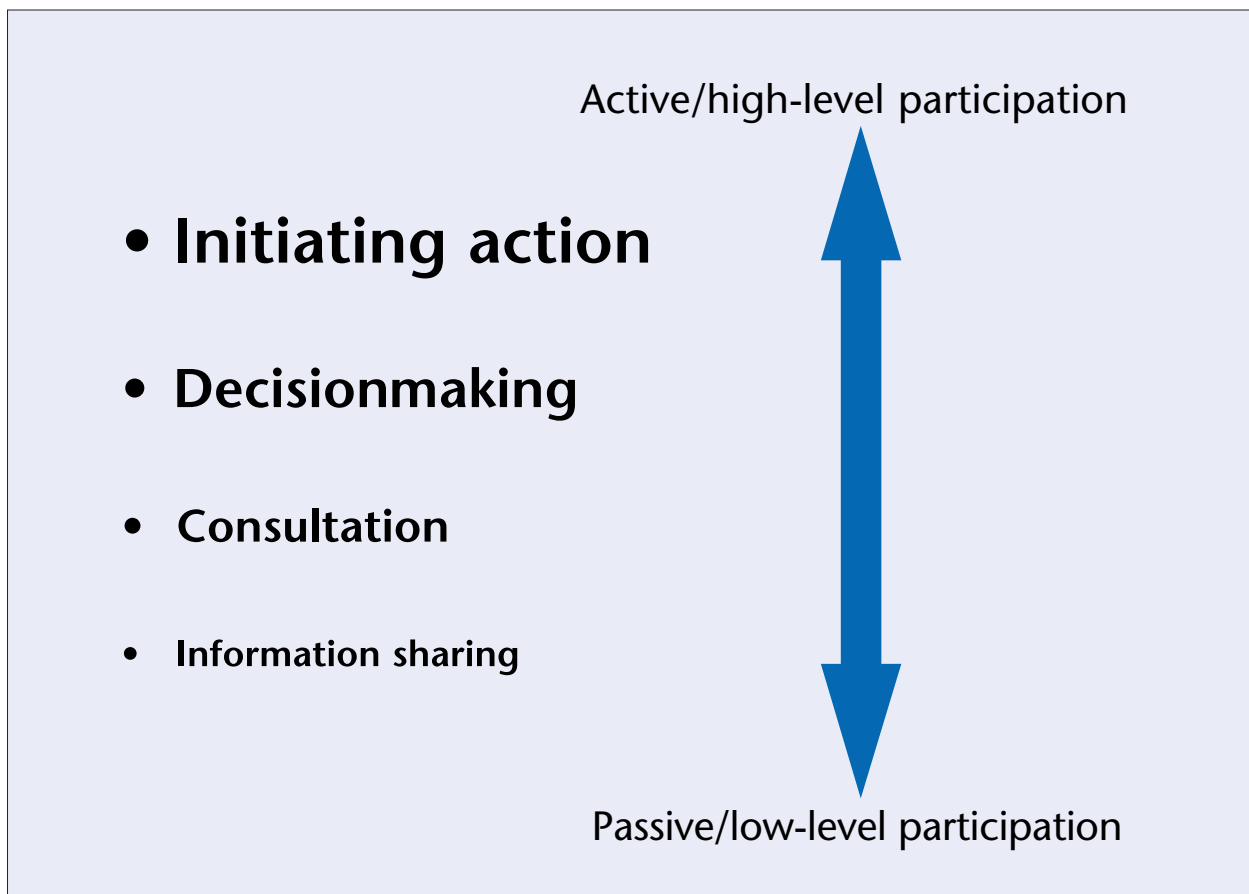 Active/high-level participation
• Initiating action
• Decisionmaking
• Consultation
• Information sharing
Passive/low-level participation